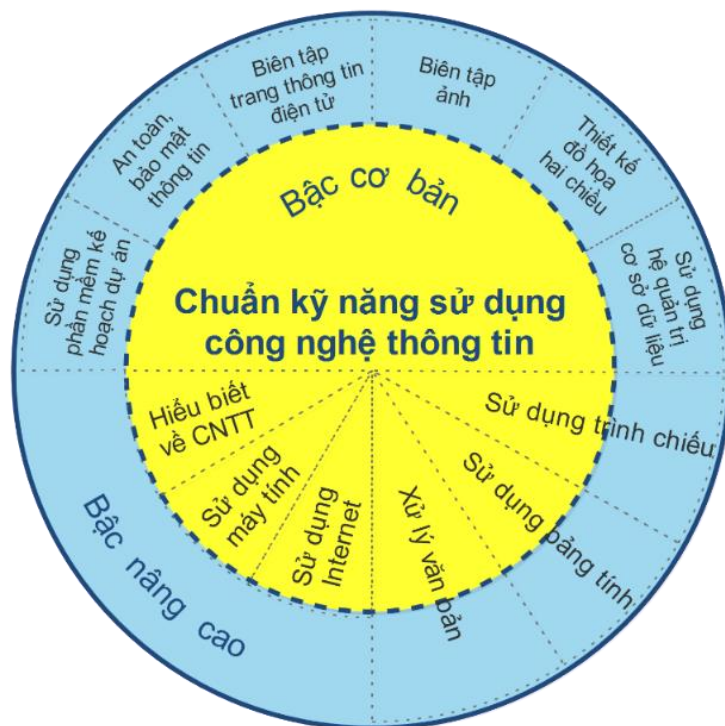 Biên tập
trang thông tin
điện tử
Biên tập
ảnh
An toàn,
bảo mật
thông tin
Thiết kế
đồ họa
hai chiều
Sử dụng
phần mềm kế
hoạch dự án
Sử dụng
hệ quản trị
cơ sở dữ liệu
Bậc cơ bản
Chuẩn kỹ năng sử dụng
công nghệ thông tin
Hiểu biết
về CNTT
Sử dụng
máy tính
Sử dụng
Internet
Xử lý văn bản
Sử dụng bảng tính
Sử dụng trình chiếu
Bậc nâng cao